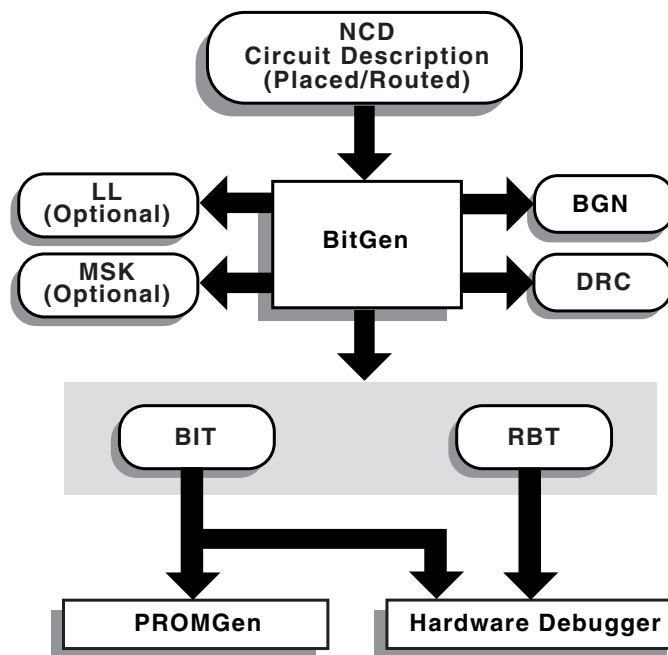 NCD
Circuit Description
(Placed/Routed)
LL
(Optional)
BitGen
BGN
MSK
(Optional)
DRC
BIT
RBT
PROMGen
Hardware Debugger